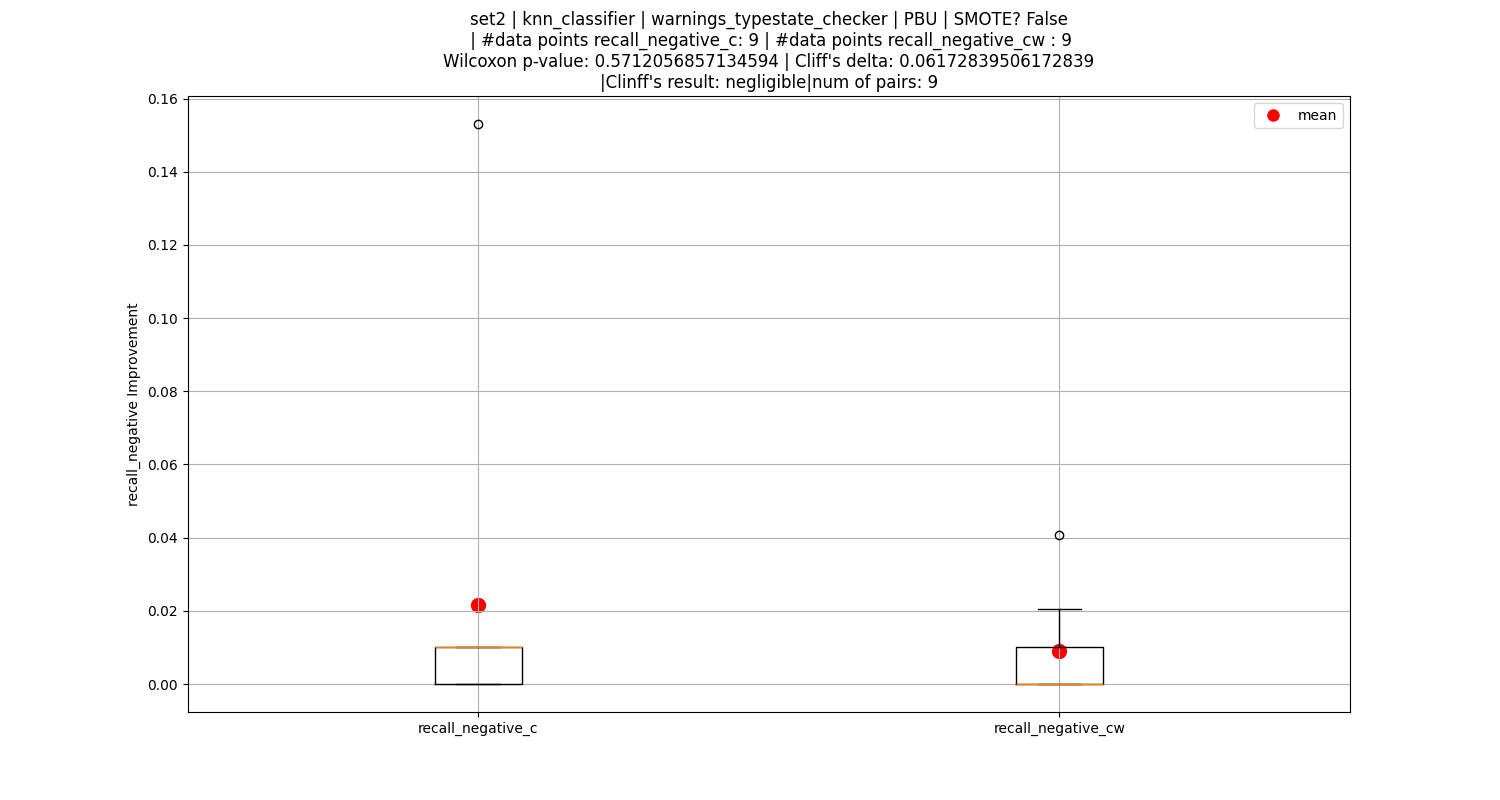 set2 | knn_classifier | warnings_typestate_checker | PBU | SMOTE? False
| #data points recall_negative_c: 9 | #data points recall_negative_cw : 9
Wilcoxon p-value: 0.5712056857134594 | Cliff's delta: 0.06172839506172839
|Clinff's result: negligible|num of pairs: 9
mean
recall_negative Improvement
0.16
0.14
0.12
0.10
0.08
0.06
0.04
0.02
0.00
recall_negative_c
recall_negative_cw